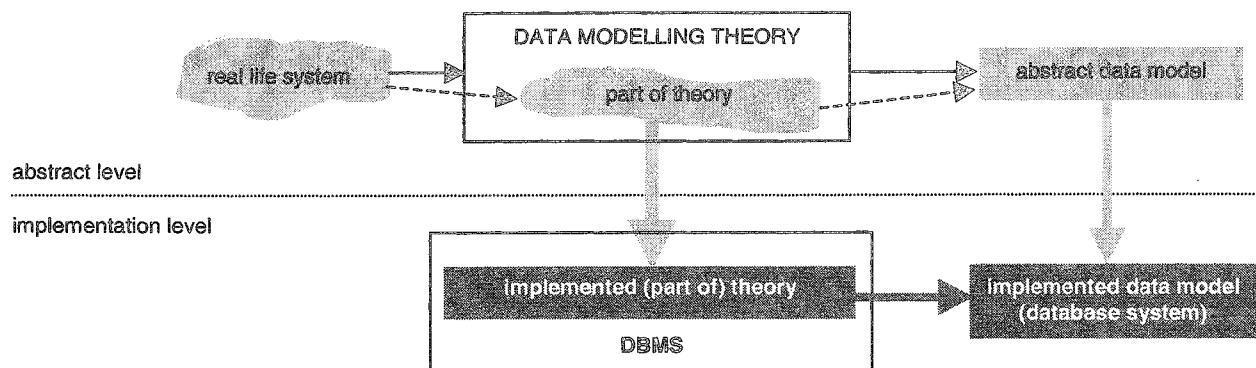 DATA MODELLING THEORY
real life system
part of theory
abstract data model
abstract level
implementation level
implemented (part of) theory
DBMS
implemented data model
(database system)